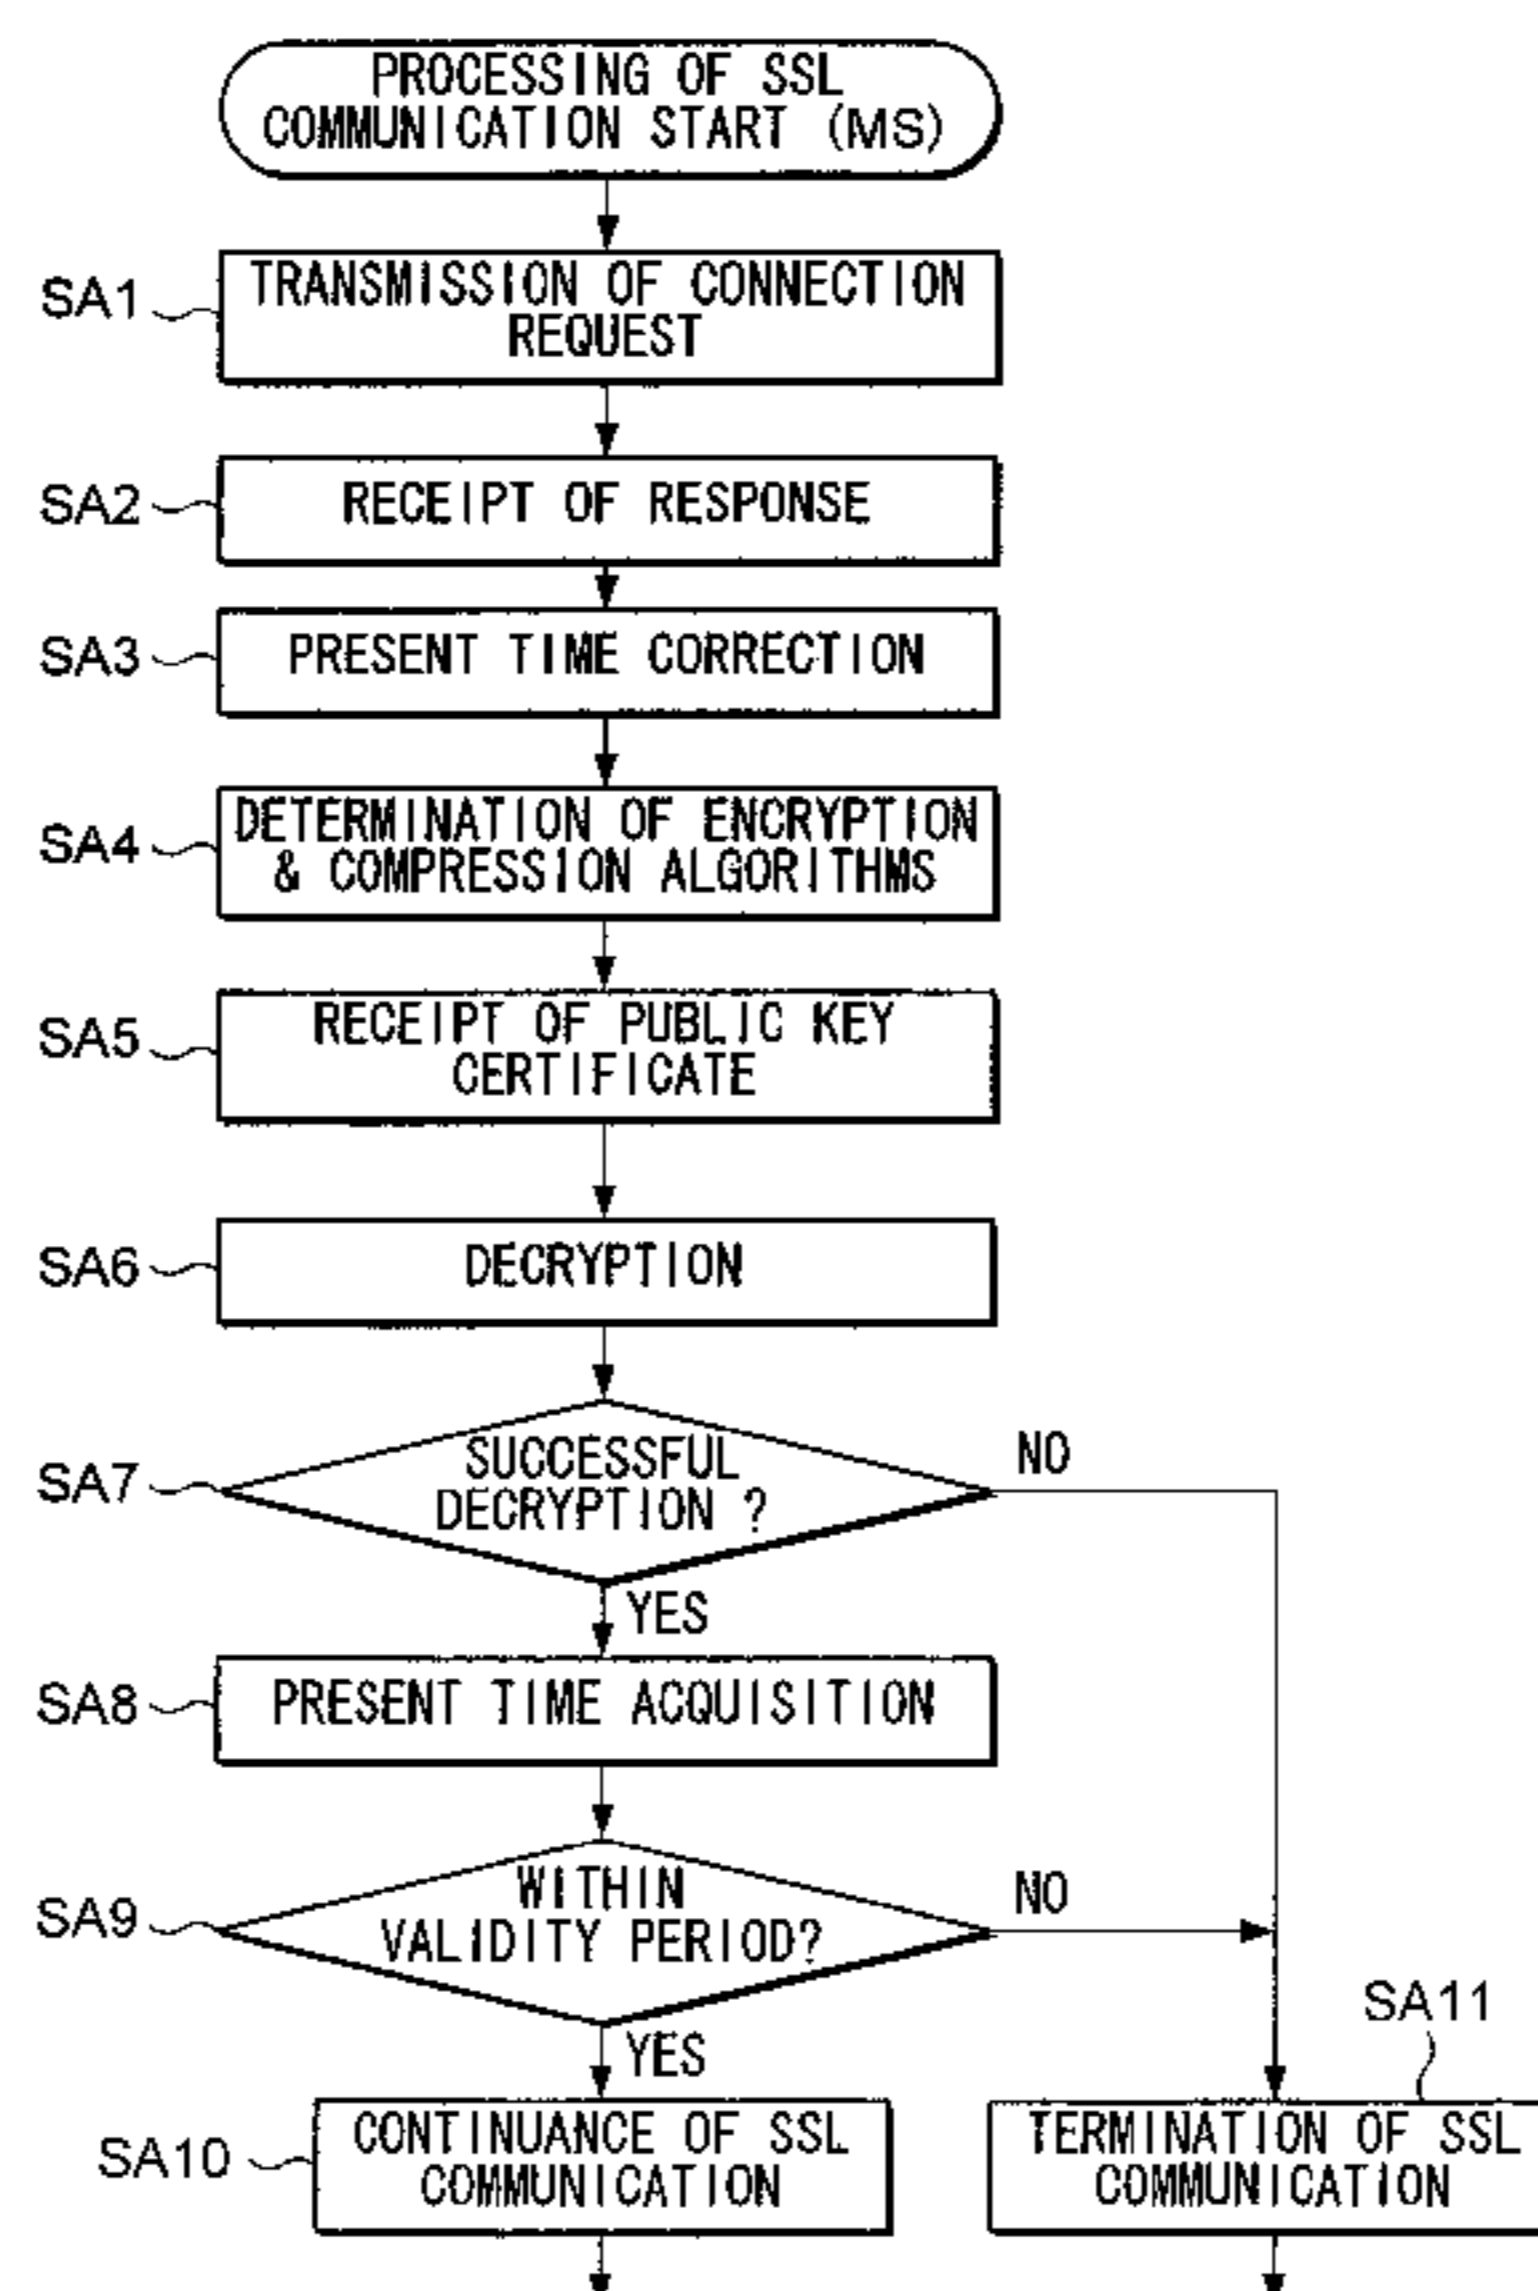 PROCESSING OF SSL
COMMUNICATION START (MS)
SA1
TRANSMISSION OF CONNECTION
REQUEST
SA2
RECEIPT OF RESPONSE
SA3
PRESENT TIME CORRECTION
SA4
DETERMINATION OF ENCRYPTION
& COMPRESSION ALGORITHMS
SA5
RECEIPT OF PUBLIC KEY
CERTIFICATE
SA6
DECRYPTION
SA7
SUCCESSFUL
DECRYPTION ?
NO
YES
SA8
PRESENT TIME ACQUISITION
SA9
WITHIN
VALIDITY PERIOD?
NO
YES
SA10
CONTINUANCE OF SSL
COMMUNICATION
SA11
TERMINATION OF SSL
COMMUNICATION